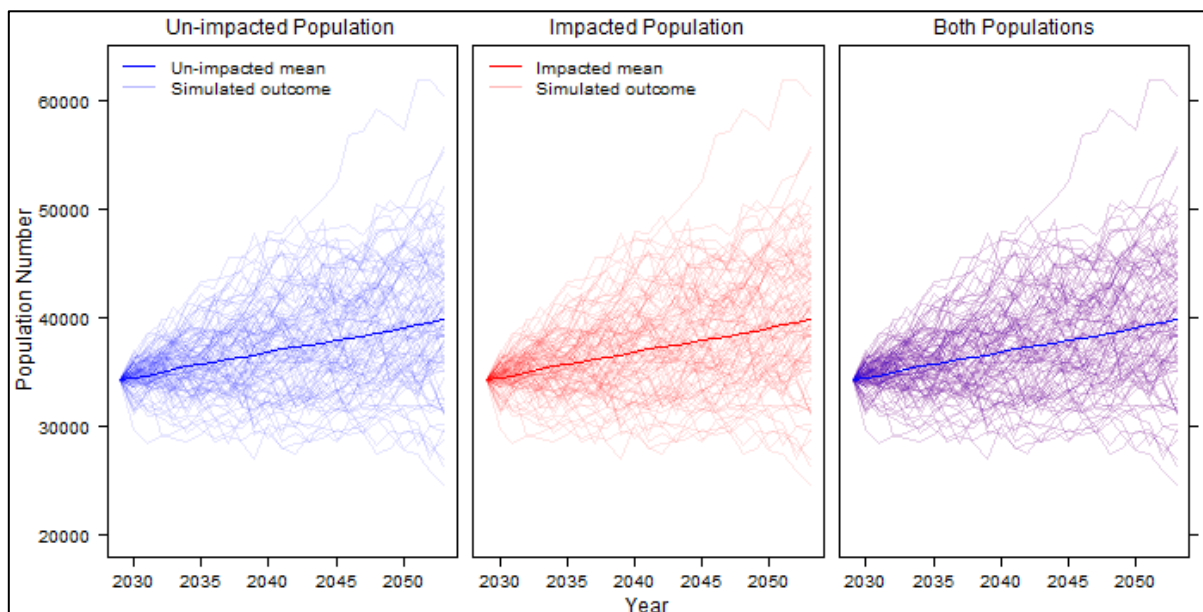 Un-impacted Population
Impacted Population
Both Populations
Un-impacted mean
Simulated outcome
Impacted mean
Simulated outcome
Population Number
60000
50000
40000
30000
20000
2030 2035 2040 2045 2050
2030 2035 2040 2045 2050
2030 2035 2040 2045 2050
Year